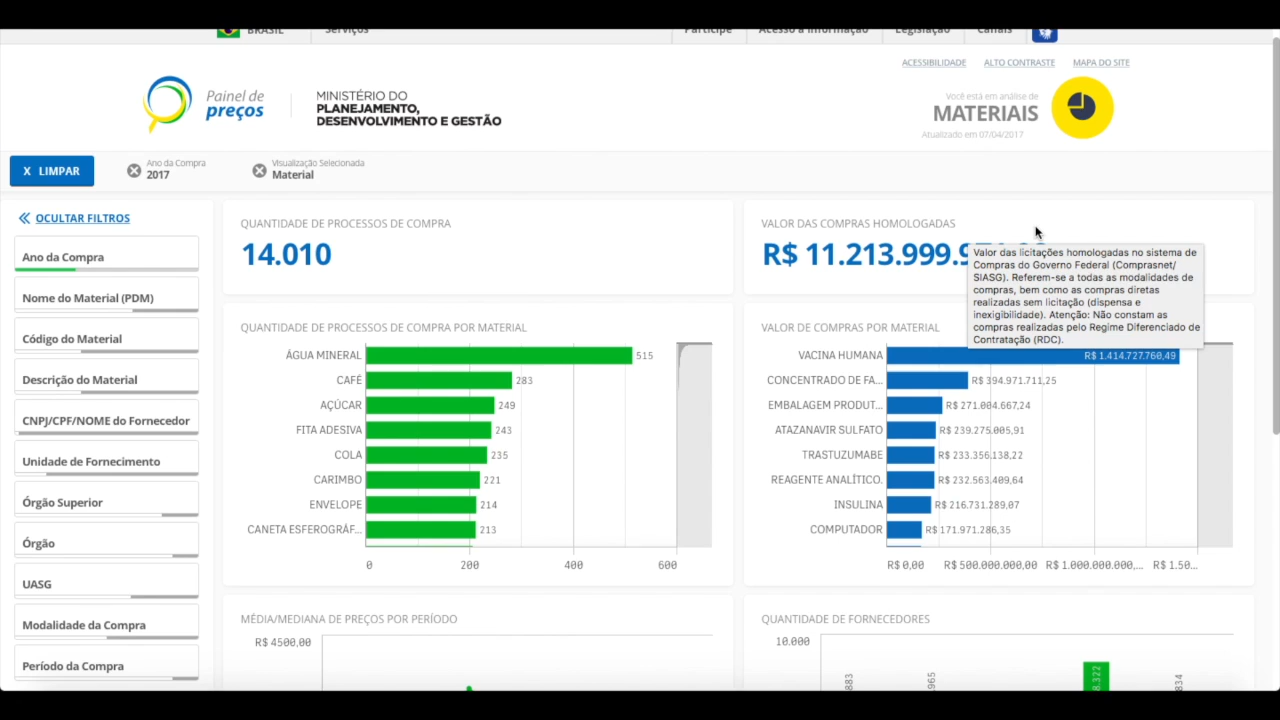 BRASIL
Serviços
Participe
Acesso à informação
Legislação
Canais
ACESSIBILIDADE
ALTO CONTRASTE
MAPA DO SITE
Painel de
preços
MINISTÉRIO DO
PLANEJAMENTO,
DESENVOLVIMENTO E GESTÃO
Você está em análise de
MATERIAIS
Atualizado em 07/04/2017
X LIMPAR
Ano da Compra
2017
Visualização Selecionada
Material
OCULTAR FILTROS
Ano da Compra
Nome do Material (PDM)
Código do Material
Descrição do Material
CNPJ/CPF/NOME do Fornecedor
Unidade de Fornecimento
Órgão Superior
Órgão
UASG
Modalidade da Compra
Período da Compra
QUANTIDADE DE PROCESSOS DE COMPRA
14.010
VALOR DAS COMPRAS HOMOLOGADAS
R$ 11.213.999.9
Valor das licitações homologadas no sistema de
Compras do Governo Federal (Comprasnet/
SIASG). Referem-se a todas as modalidades de
compras, bem como as compras diretas
realizadas sem licitação (dispensa e
inexigibilidade). Atenção: Não constam as
compras realizadas pelo Regime Diferenciado de
Contratação (RDC).
QUANTIDADE DE PROCESSOS DE COMPRA POR MATERIAL
ÁGUA MINERAL 515
CAFÉ 283
AÇÚCAR 249
FITA ADESIVA 243
COLA 235
CARIMBO 221
ENVELOPE 214
CANETA ESFEROGRÁF... 213
0 200 400 600
VALOR DE COMPRAS POR MATERIAL
VACINA HUMANA R$ 1.414.727.760,49
CONCENTRADO DE FA... R$ 394.971.711,25
EMBALAGEM PRODUT... R$ 271.004.667,24
ATAZANAVIR SULFATO R$ 239.275.005,91
TRASTUZUMABE R$ 233.356.138,22
REAGENTE ANALÍTICO. R$ 232.563.409,64
INSULINA R$ 216.731.289,07
COMPUTADOR R$ 171.971.286,35
R$ 0,00 R$ 500.000.000,00 R$ 1.000.000.000,... R$ 1.50...
MÉDIA/MEDIANA DE PREÇOS POR PERÍODO
R$ 4500,00
QUANTIDADE DE FORNECEDORES
10.000
883
965
8.322
834